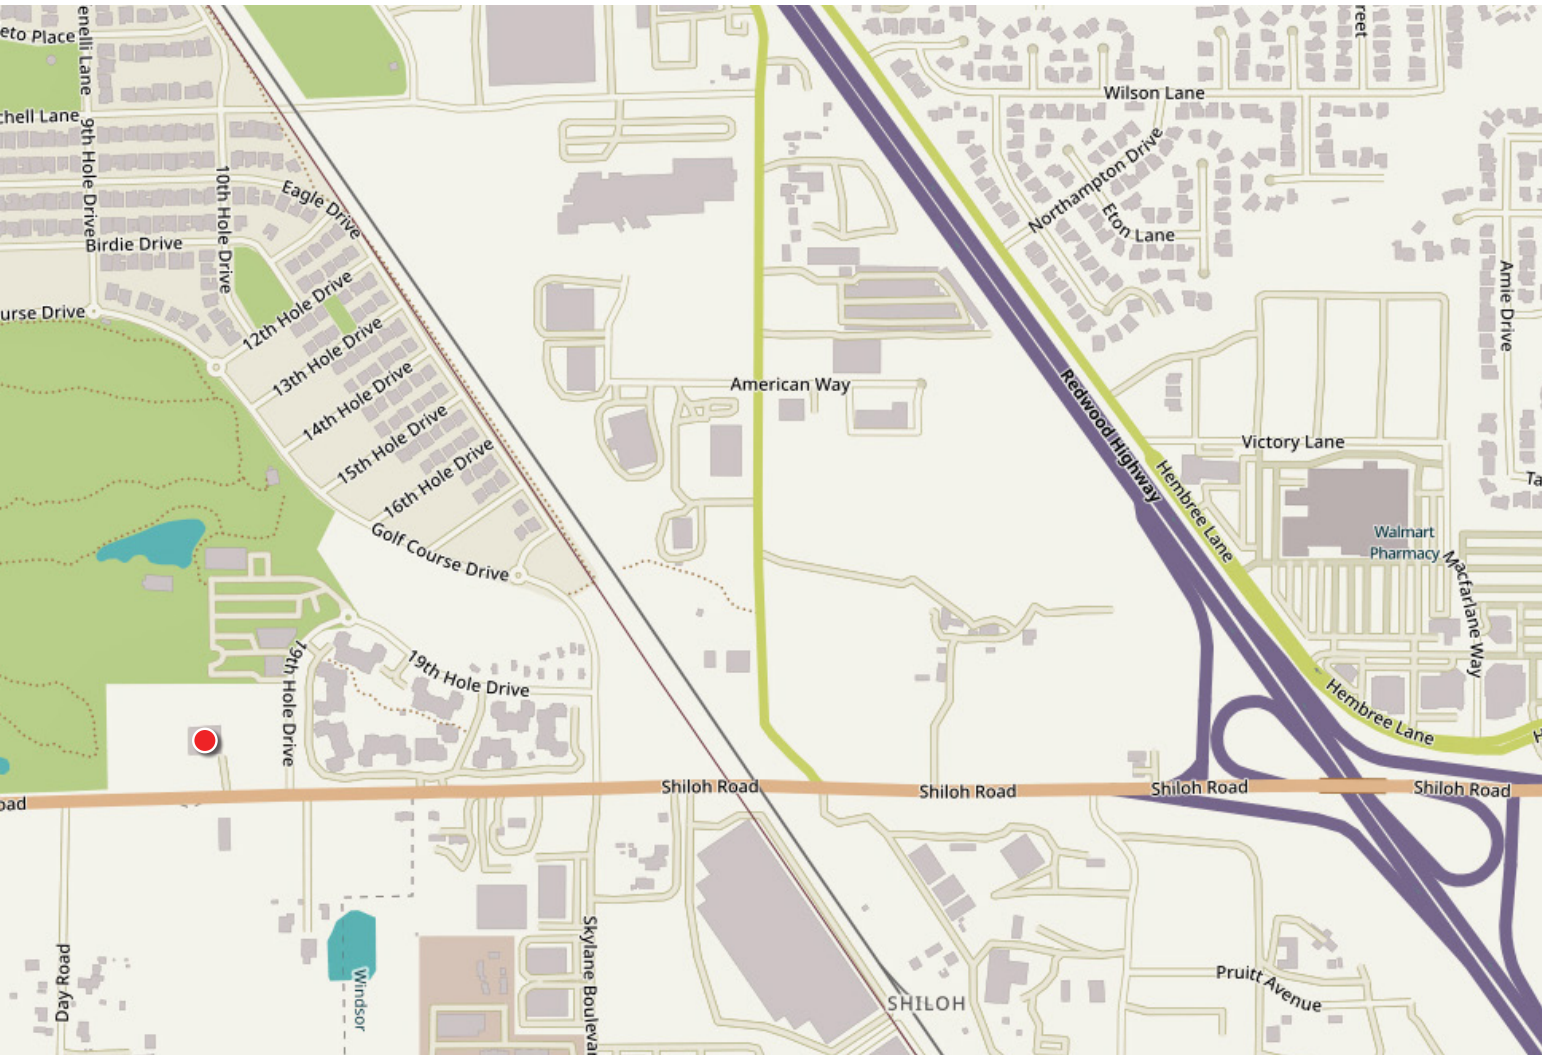 eto Place
enelli Lane
reet
Wilson Lane
chell Lane
9th Hole Drive
10th Hole Drive
Eagle Drive
Northampton Drive
Eton Lane
Birdie Drive
Amie Drive
urse Drive
12th Hole Drive
13th Hole Drive
14th Hole Drive
American Way
Redwood Highway
15th Hole Drive
Victory Lane
16th Hole Drive
Hembree Lane
Ta
Golf Course Drive
Walmart
Pharmacy
Macfarlane Way
19th Hole Drive
19th Hole Drive
Hembree Lane
H
oad
Shiloh Road
Shiloh Road
Shiloh Road
Shiloh Road
Day Road
Windsor
Skylane Bouleva
SHILOH
Pruitt Avenue